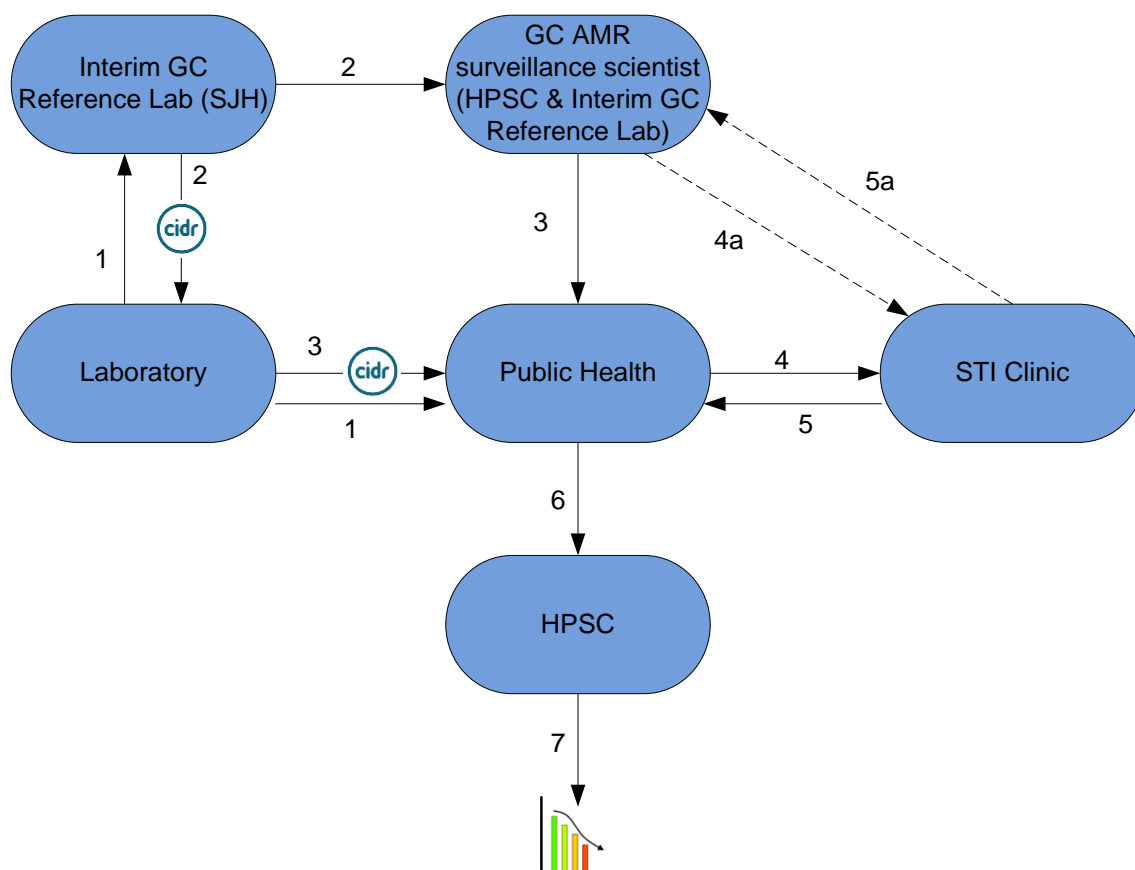 Interim GC
Reference Lab (SJH)
2
GC AMR
surveillance scientist
(HPSC & Interim GC
Reference Lab)
2
cidr
1
3
4a
5a
Laboratory
3
cidr
1
Public Health
4
5
STI Clinic
6
HPSC
7